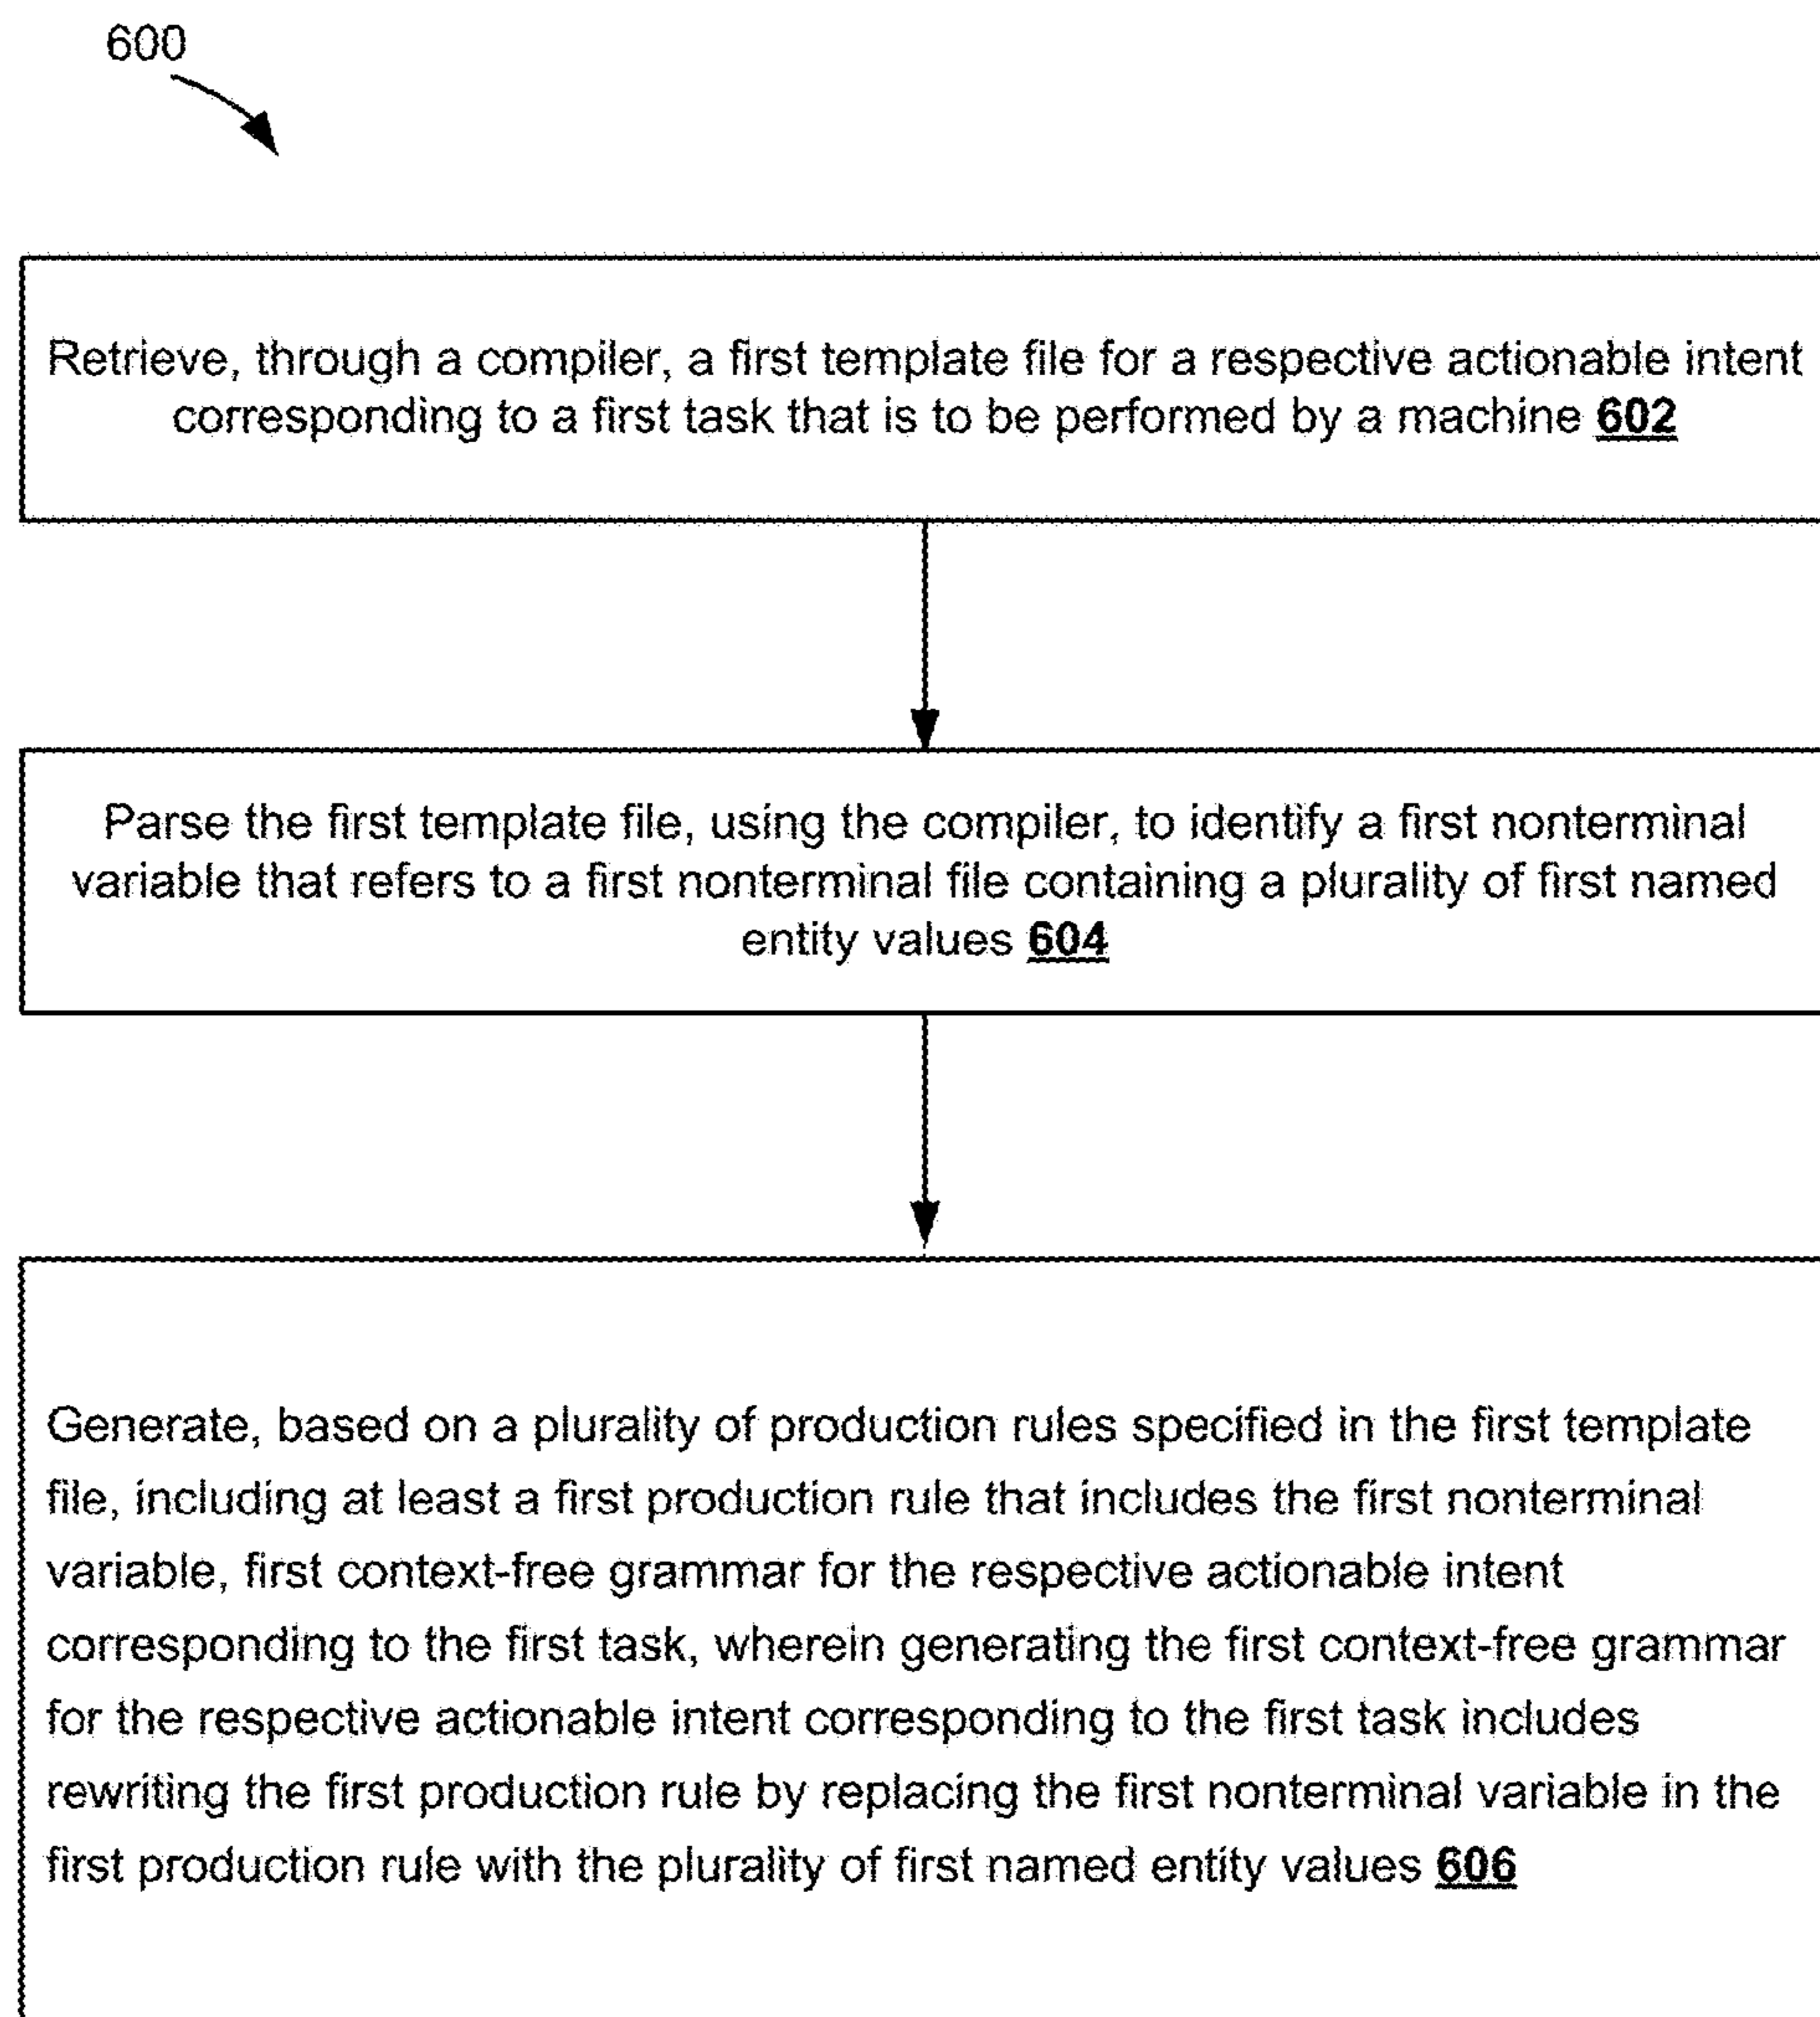 600
Retrieve, through a compiler, a first template file for a respective actionable intent
corresponding to a first task that is to be performed by a machine 602
Parse the first template file, using the compiler, to identify a first nonterminal
variable that refers to a first nonterminal file containing a plurality of first named
entity values 604
Generate, based on a plurality of production rules specified in the first template
file, including at least a first production rule that includes the first nonterminal
variable, first context-free grammar for the respective actionable intent
corresponding to the first task, wherein generating the first context-free grammar
for the respective actionable intent corresponding to the first task includes
rewriting the first production rule by replacing the first nonterminal variable in the
first production rule with the plurality of first named entity values 606